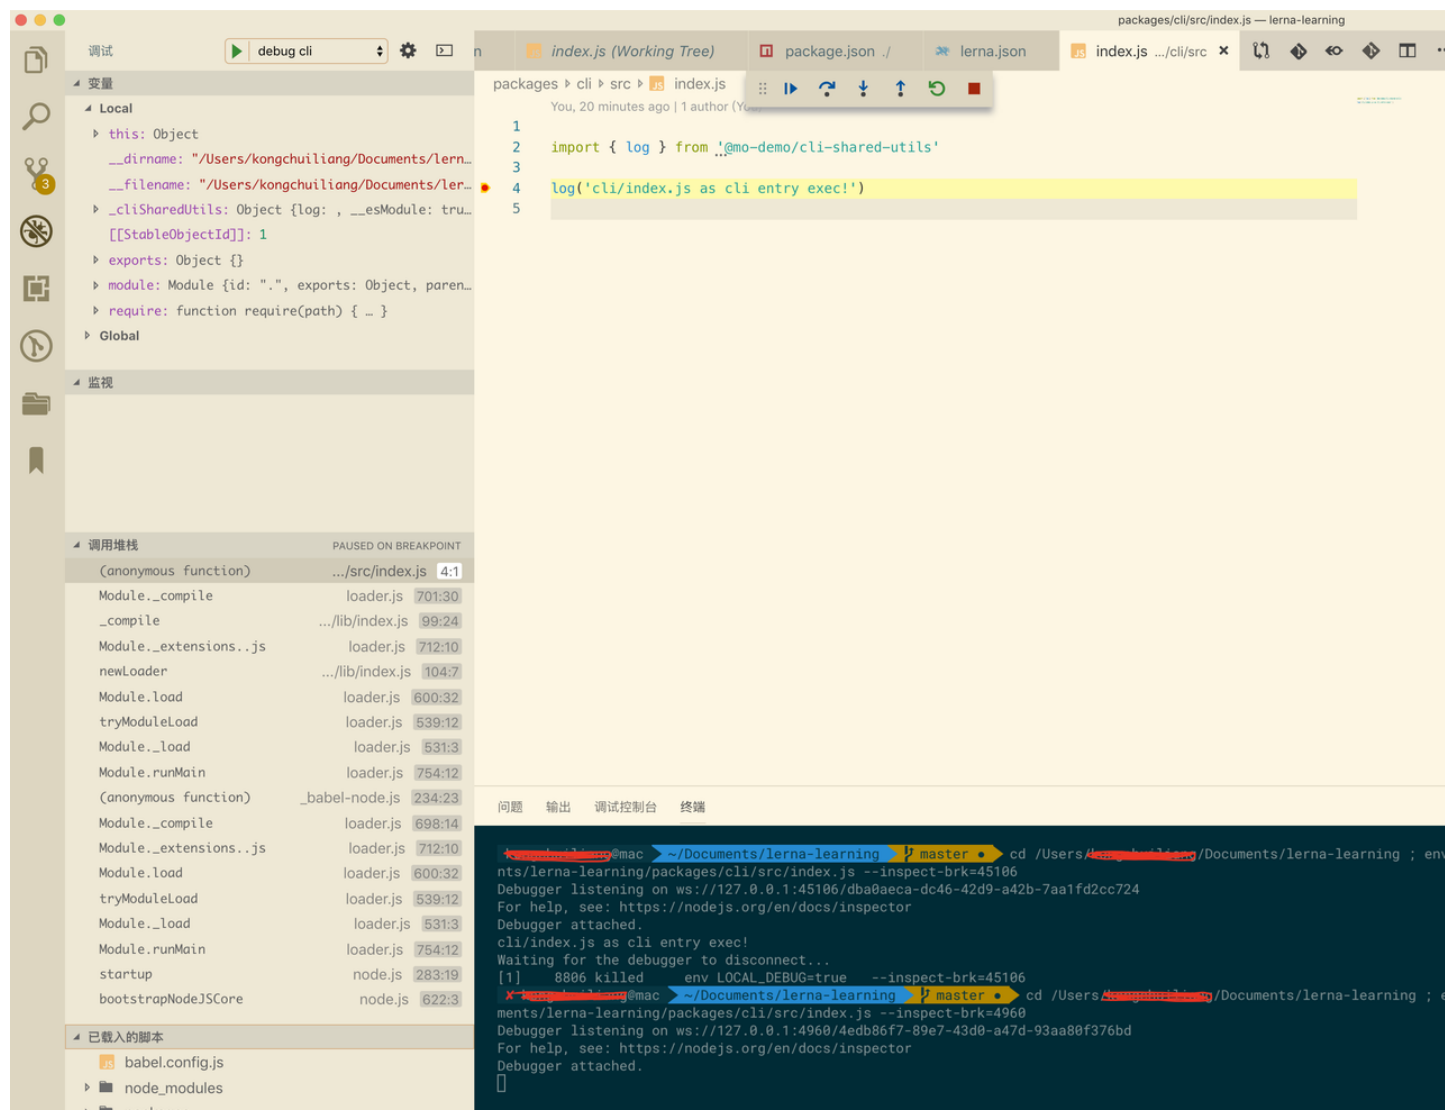 packages/cli/src/index.js — lerna-learning
调试
debug cli
n
index.js (Working Tree)
package.json ./
lerna.json
index.js .../cli/src
变量
Local
this: Object
__dirname: "/Users/kongchuiliang/Documents/lern…
__filename: "/Users/kongchuiliang/Documents/ler…
_cliSharedUtils: Object {log: , __esModule: tru…
[[StableObjectId]]: 1
exports: Object {}
module: Module {id: ".", exports: Object, paren…
require: function require(path) { … }
Global
监视
调用堆栈
PAUSED ON BREAKPOINT
(anonymous function) .../src/index.js 4:1
Module._compile loader.js 701:30
_compile .../lib/index.js 99:24
Module._extensions..js loader.js 712:10
newLoader .../lib/index.js 104:7
Module.load loader.js 600:32
tryModuleLoad loader.js 539:12
Module._load loader.js 531:3
Module.runMain loader.js 754:12
(anonymous function) _babel-node.js 234:23
Module._compile loader.js 698:14
Module._extensions..js loader.js 712:10
Module.load loader.js 600:32
tryModuleLoad loader.js 539:12
Module._load loader.js 531:3
Module.runMain loader.js 754:12
startup node.js 283:19
bootstrapNodeJSCore node.js 622:3
已载入的脚本
babel.config.js
node_modules
3
packages cli src index.js
You, 20 minutes ago | 1 author
1
2 import { log } from '@mo-demo/cli-shared-utils'
3
4 log('cli/index.js as cli entry exec!')
5
问题 输出 调试控制台 终端
@mac ~/Documents/lerna-learning master ● cd /Users/ /Documents/lerna-learning ; env
nts/lerna-learning/packages/cli/src/index.js --inspect-brk=45106
Debugger listening on ws://127.0.0.1:45106/dba0aeca-dc46-42d9-a42b-7aa1fd2cc724
For help, see: https://nodejs.org/en/docs/inspector
Debugger attached.
cli/index.js as cli entry exec!
Waiting for the debugger to disconnect...
[1] 8806 killed env LOCAL_DEBUG=true --inspect-brk=45106
✘ @mac ~/Documents/lerna-learning master ● cd /Users/ /Documents/lerna-learning ; e
ments/lerna-learning/packages/cli/src/index.js --inspect-brk=4960
Debugger listening on ws://127.0.0.1:4960/4edb86f7-89e7-43d0-a47d-93aa80f376bd
For help, see: https://nodejs.org/en/docs/inspector
Debugger attached.